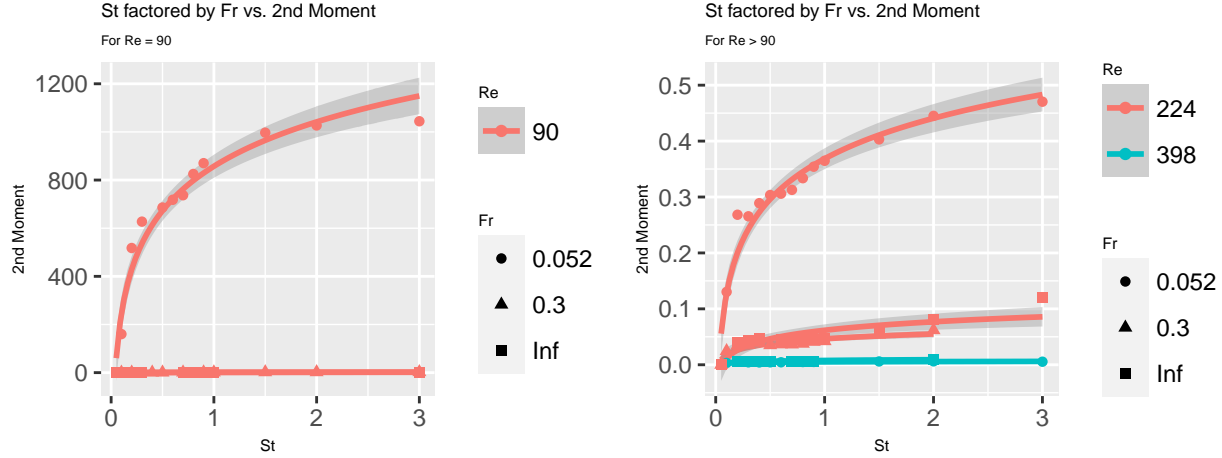 St factored by Fr vs. 2nd Moment
For Re = 90
2nd Moment
1200
800
400
0
0 1 2 3
St
Re
90
Fr
0.052
0.3
Inf
St factored by Fr vs. 2nd Moment
For Re > 90
2nd Moment
0.5
0.4
0.3
0.2
0.1
0.0
0 1 2 3
St
Re
224
398
Fr
0.052
0.3
Inf